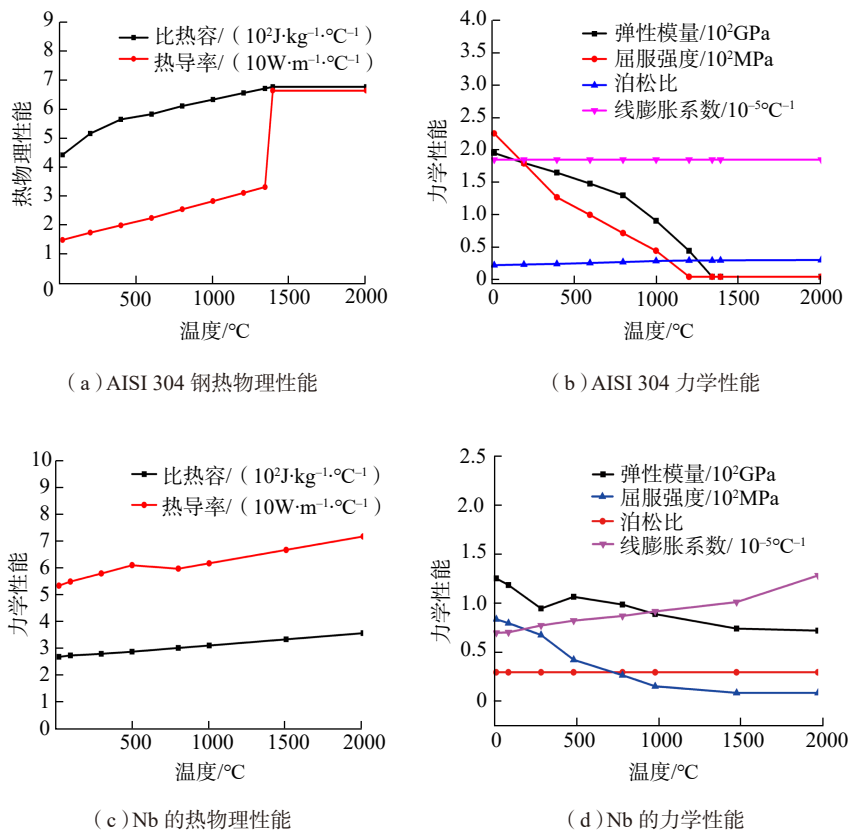 比热容/（10²J·kg⁻¹·℃⁻¹）
热导率/（10W·m⁻¹·℃⁻¹）
热物理性能
9
8
7
6
5
4
3
2
1
0
500
1000
1500
2000
温度/℃
（a）AISI 304 钢热物理性能
弹性模量/10²GPa
屈服强度/10²MPa
泊松比
线膨胀系数/10⁻⁵℃⁻¹
力学性能
4.0
3.5
3.0
2.5
2.0
1.5
1.0
0.5
0
0
500
1000
1500
2000
温度/℃
（b）AISI 304 力学性能
比热容/（10²J·kg⁻¹·℃⁻¹）
热导率/（10W·m⁻¹·℃⁻¹）
力学性能
10
9
8
7
6
5
4
3
2
1
0
500
1000
1500
2000
温度/℃
（c）Nb 的热物理性能
弹性模量/10²GPa
屈服强度/10²MPa
泊松比
线膨胀系数/ 10⁻⁵℃⁻¹
力学性能
2.5
2.0
1.5
1.0
0.5
0
0
500
1000
1500
2000
温度/℃
（d）Nb 的力学性能